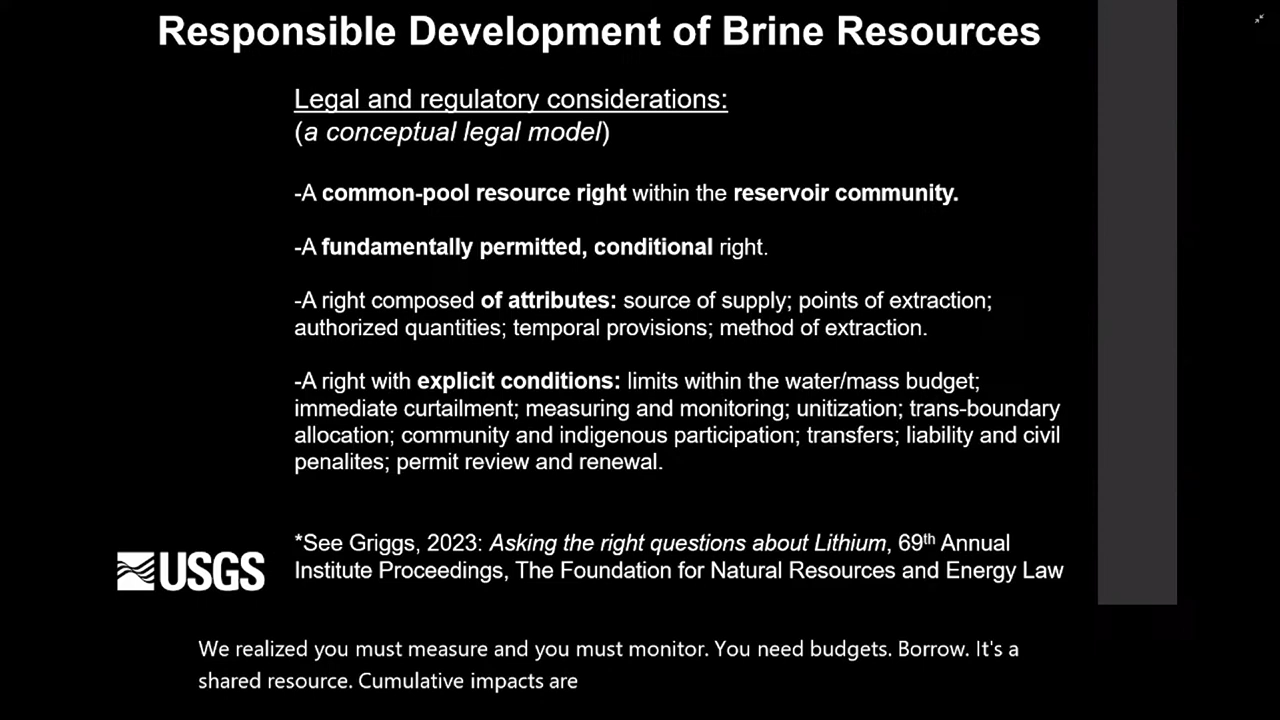 Responsible Development of Brine Resources
Legal and regulatory considerations:
(a conceptual legal model)
-A common-pool resource right within the reservoir community.
-A fundamentally permitted, conditional right.
-A right composed of attributes: source of supply; points of extraction;
authorized quantities; temporal provisions; method of extraction.
-A right with explicit conditions: limits within the water/mass budget;
immediate curtailment; measuring and monitoring; unitization; trans-boundary
allocation; community and indigenous participation; transfers; liability and civil
penalites; permit review and renewal.
*See Griggs, 2023: Asking the right questions about Lithium, 69th Annual
Institute Proceedings, The Foundation for Natural Resources and Energy Law
USGS
We realized you must measure and you must monitor. You need budgets. Borrow. It's a
shared resource. Cumulative impacts are